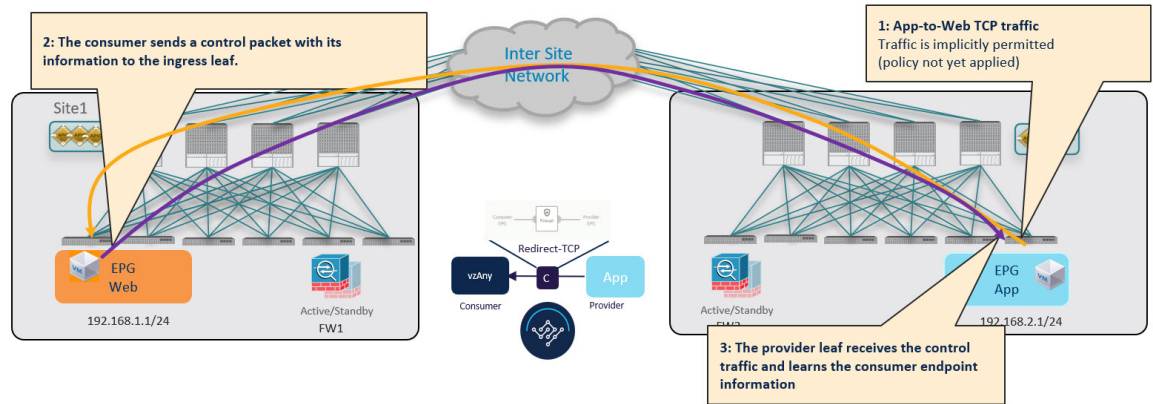 2: The consumer sends a control packet with its
information to the ingress leaf.
Inter Site
Network
1: App-to-Web TCP traffic
Traffic is implicitly permitted
(policy not yet applied)
Site1
Consumer
EPG
Firewall
Provider
EPG
Redirect-TCP
vzAny
C
App
Consumer
Provider
VM
EPG
Web
192.168.1.1/24
Active/Standby
FW1
Active/Standby
EPG
App
VM
192.168.2.1/24
3: The provider leaf receives the control
traffic and learns the consumer endpoint
information